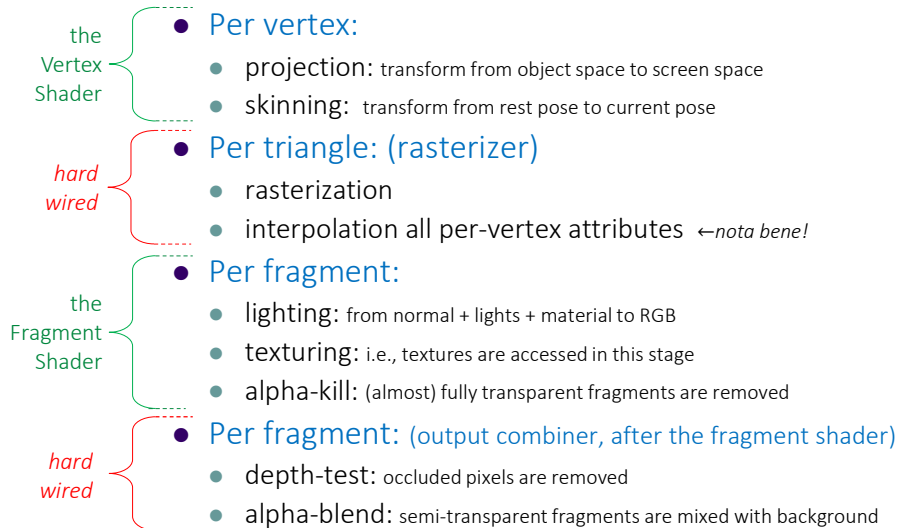 the
Vertex
Shader
• Per vertex:
• projection: transform from object space to screen space
• skinning: transform from rest pose to current pose
hard
wired
• Per triangle: (rasterizer)
• rasterization
• interpolation all per-vertex attributes ←nota bene!
the
Fragment
Shader
• Per fragment:
• lighting: from normal + lights + material to RGB
• texturing: i.e., textures are accessed in this stage
• alpha-kill: (almost) fully transparent fragments are removed
hard
wired
• Per fragment: (output combiner, after the fragment shader)
• depth-test: occluded pixels are removed
• alpha-blend: semi-transparent fragments are mixed with background